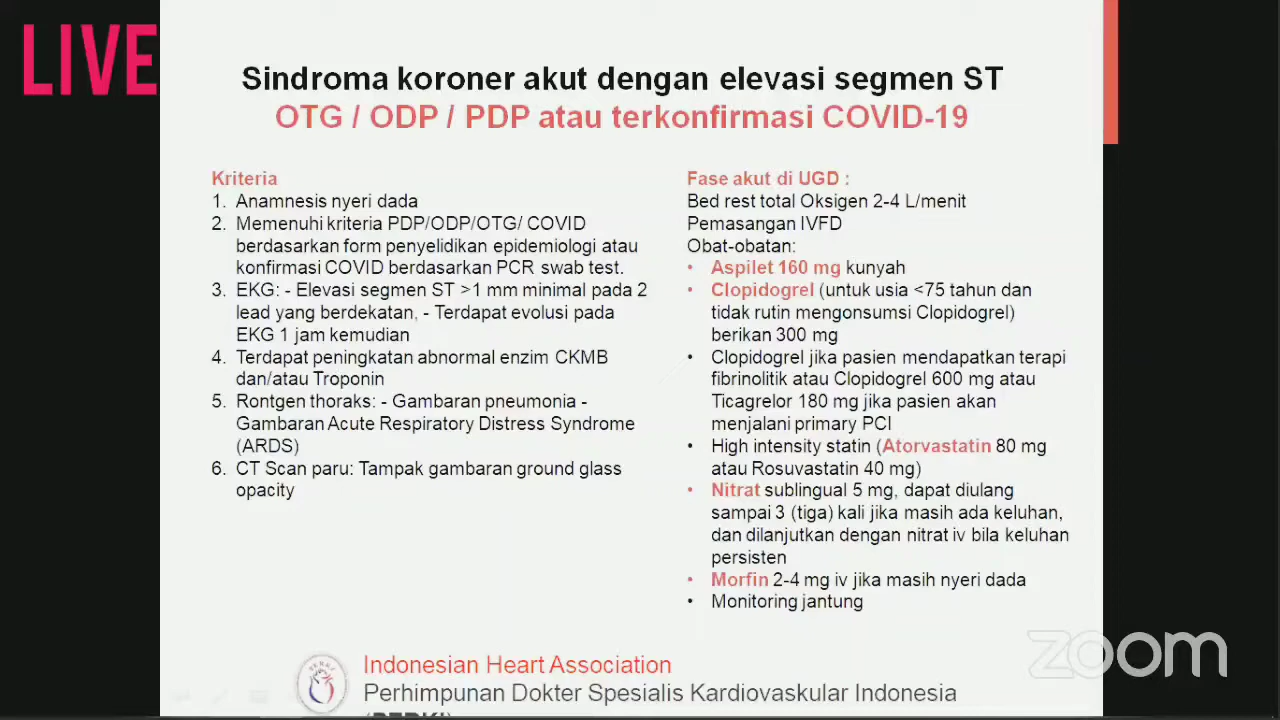 LIVE
Sindroma koroner akut dengan elevasi segmen ST
OTG / ODP / PDP atau terkonfirmasi COVID-19
Kriteria
1. Anamnesis nyeri dada
2. Memenuhi kriteria PDP/ODP/OTG/ COVID
berdasarkan form penyelidikan epidemiologi atau
konfirmasi COVID berdasarkan PCR swab test.
3. EKG: - Elevasi segmen ST >1 mm minimal pada 2
lead yang berdekatan, - Terdapat evolusi pada
EKG 1 jam kemudian
4. Terdapat peningkatan abnormal enzim CKMB
dan/atau Troponin
5. Rontgen thoraks: - Gambaran pneumonia -
Gambaran Acute Respiratory Distress Syndrome
(ARDS)
6. CT Scan paru: Tampak gambaran ground glass
opacity
Fase akut di UGD :
Bed rest total Oksigen 2-4 L/menit
Pemasangan IVFD
Obat-obatan:
• Aspilet 160 mg kunyah
• Clopidogrel (untuk usia <75 tahun dan
tidak rutin mengonsumsi Clopidogrel)
berikan 300 mg
• Clopidogrel jika pasien mendapatkan terapi
fibrinolitik atau Clopidogrel 600 mg atau
Ticagrelor 180 mg jika pasien akan
menjalani primary PCI
• High intensity statin (Atorvastatin 80 mg
atau Rosuvastatin 40 mg)
• Nitrat sublingual 5 mg, dapat diulang
sampai 3 (tiga) kali jika masih ada keluhan,
dan dilanjutkan dengan nitrat iv bila keluhan
persisten
• Morfin 2-4 mg iv jika masih nyeri dada
• Monitoring jantung
zoom
Indonesian Heart Association
Perhimpunan Dokter Spesialis Kardiovaskular Indonesia